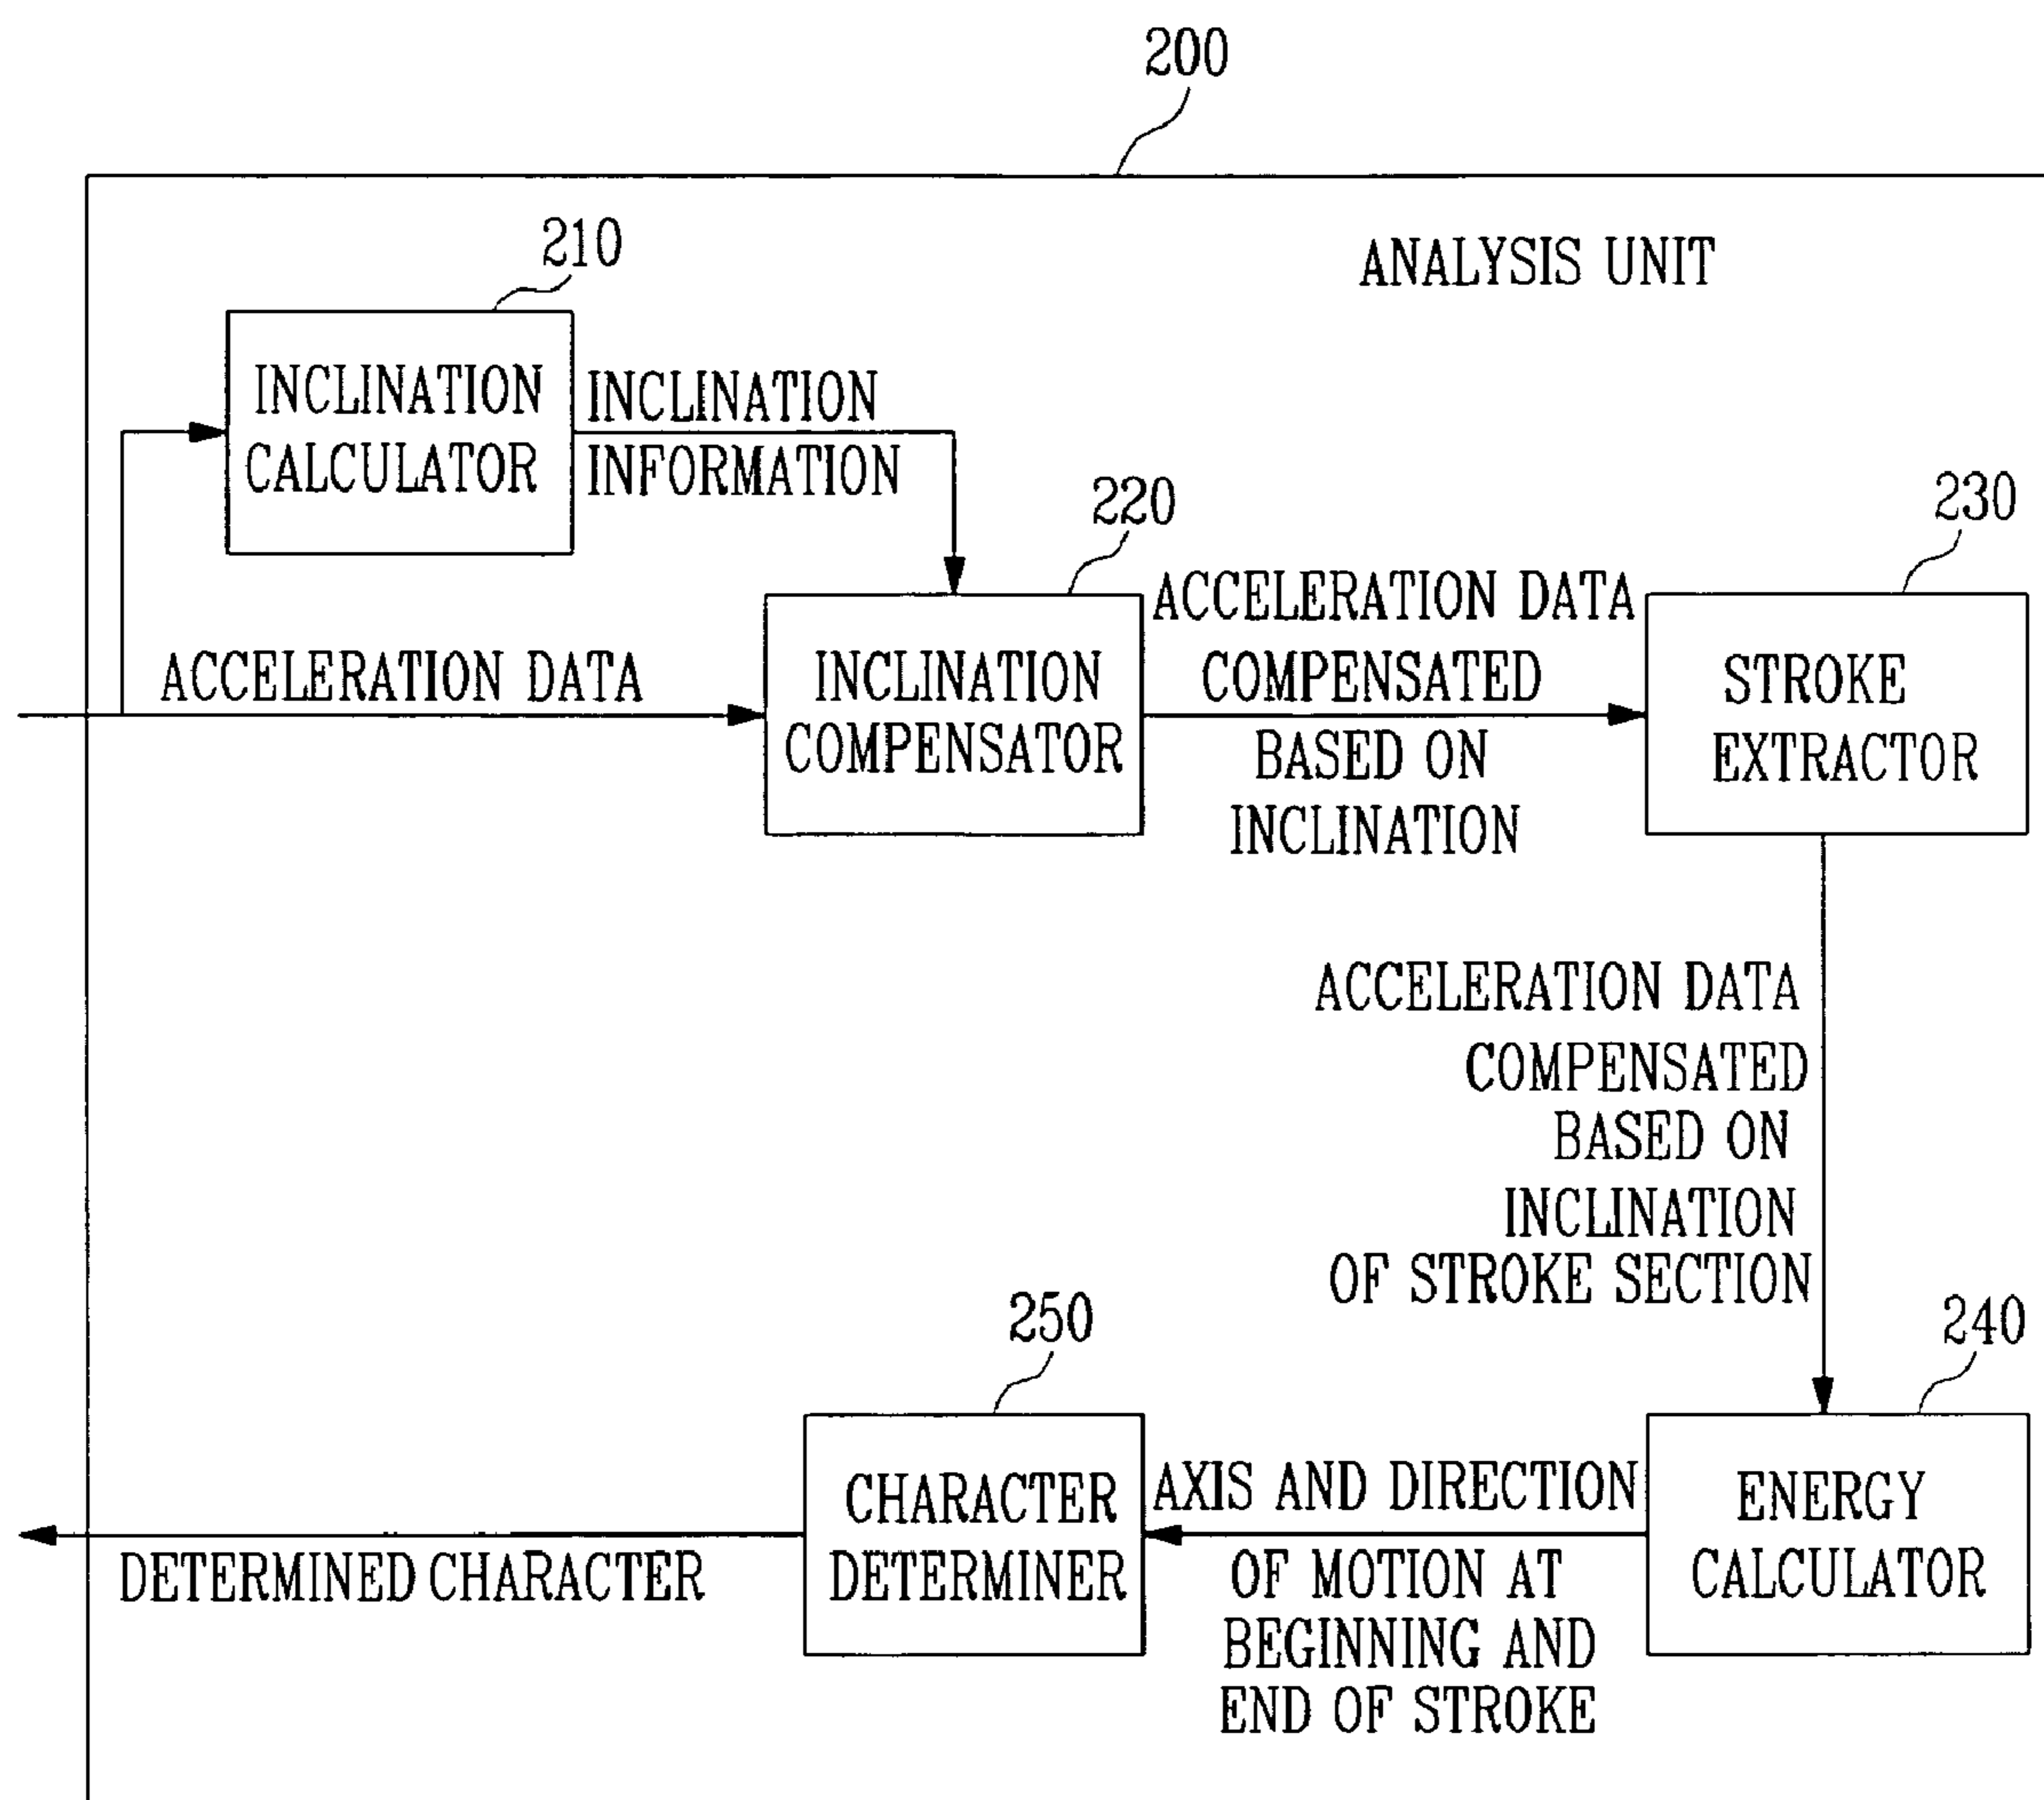 200
ANALYSIS UNIT
210
INCLINATION
CALCULATOR
INCLINATION
INFORMATION
220
230
ACCELERATION DATA
INCLINATION
COMPENSATOR
ACCELERATION DATA
COMPENSATED
BASED ON
INCLINATION
STROKE
EXTRACTOR
ACCELERATION DATA
COMPENSATED
BASED ON
INCLINATION
OF STROKE SECTION
240
250
ENERGY
CALCULATOR
AXIS AND DIRECTION
OF MOTION AT
BEGINNING AND
END OF STROKE
CHARACTER
DETERMINER
DETERMINED CHARACTER